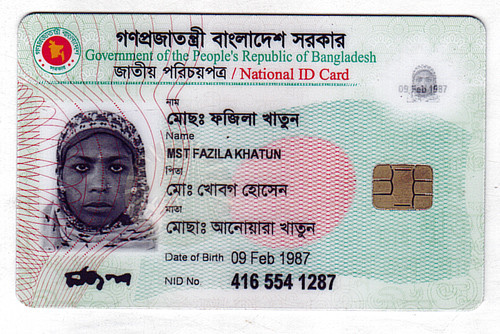 গণপ্রজাতন্ত্রী বাংলাদেশ সরকার
Government of the People's Republic of Bangladesh
জাতীয় পরিচয়পত্র / National ID Card
09 Feb 1987
নাম
মোছঃ ফজিলা খাতুন
Name
MST FAZILA KHATUN
পিতা
মোঃ খোবগ হোসেন
মাতা
মোছাঃ আনোয়ারা খাতুন
Date of Birth 09 Feb 1987
NID No 416 554 1287